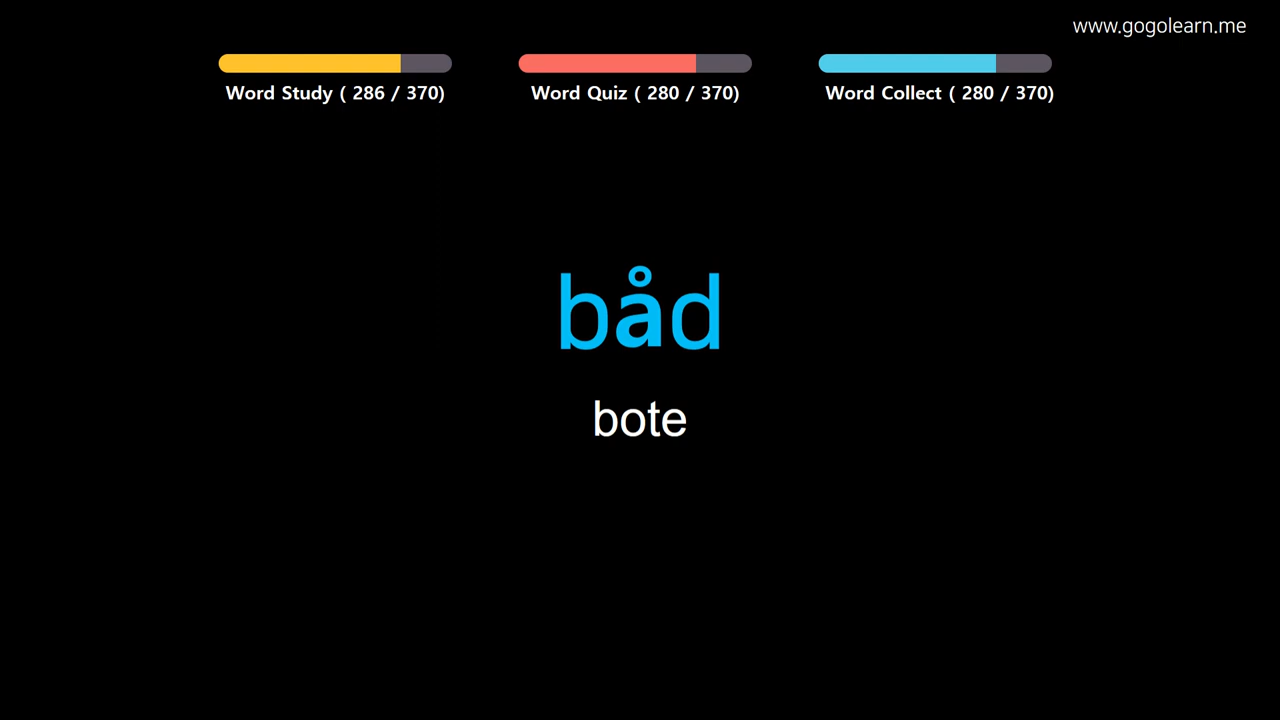 www.gogolearn.me
Word Study ( 286 / 370)
Word Quiz ( 280 / 370)
Word Collect ( 280 / 370)
båd
bote